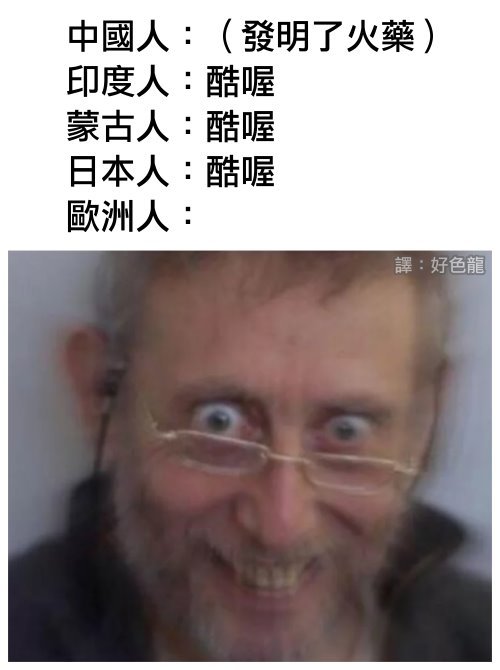 中國人：（發明了火藥）
印度人：酷喔
蒙古人：酷喔
日本人：酷喔
歐洲人：
譯：好色龍